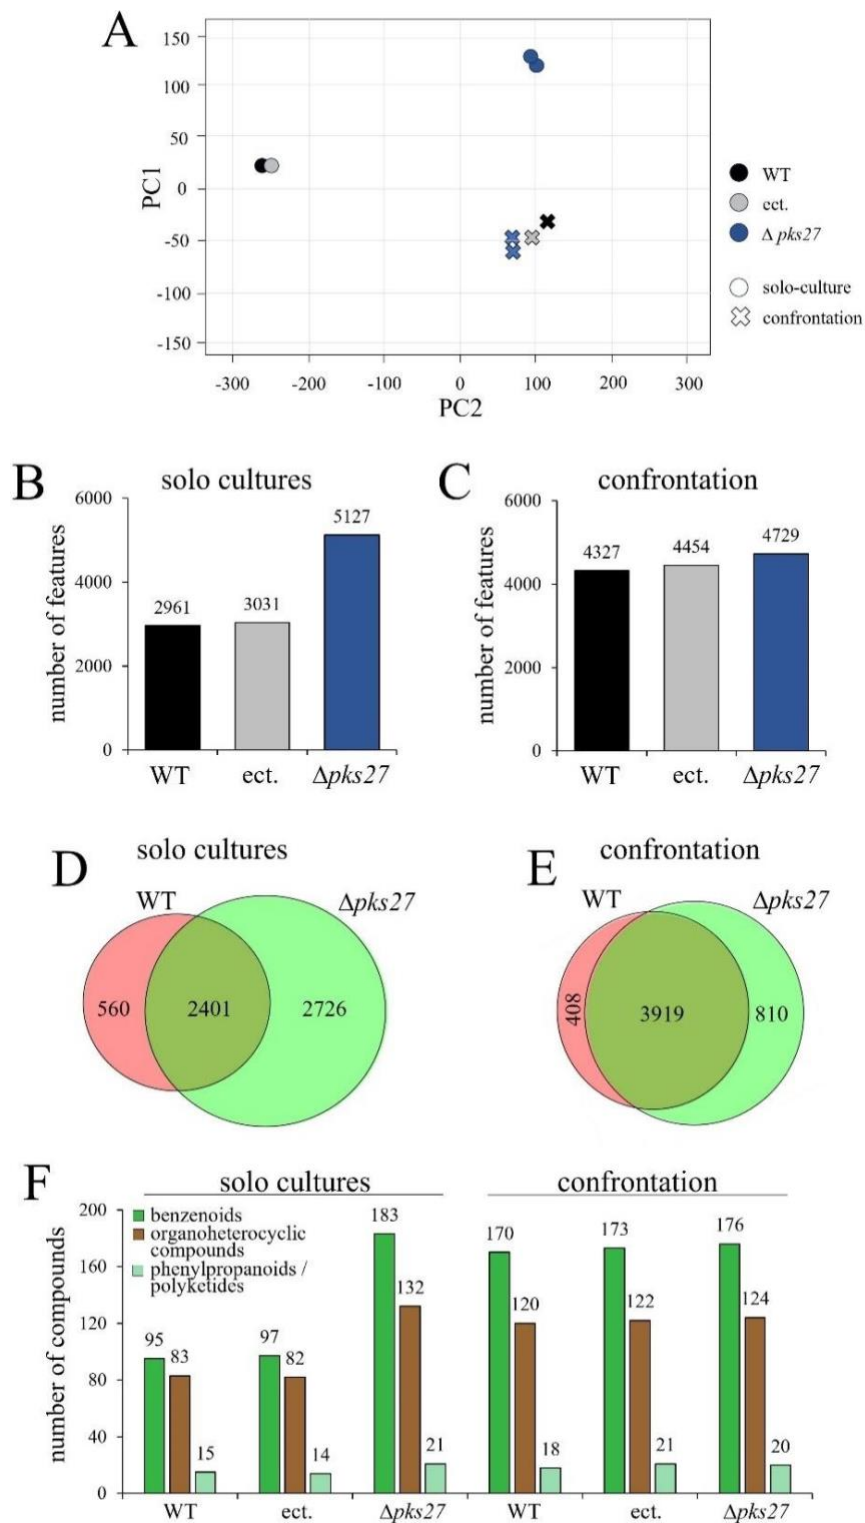 A
150
100
50
0
-50
-100
-150
PC1
-300
-200
-100
0
100
200
300
PC2
WT
ect.
Δ pks27
solo-culture
confrontation
B
solo cultures
number of features
6000
4000
2000
0
2961
3031
5127
WT
ect.
Δpks27
C
confrontation
number of features
6000
4000
2000
0
4327
4454
4729
WT
ect.
Δpks27
D
solo cultures
WT
Δpks27
560
2401
2726
E
confrontation
WT
Δpks27
408
3919
810
F
solo cultures
confrontation
number of compounds
200
160
120
80
40
0
benzenoids
organoheterocyclic
compounds
phenylpropanoids /
polyketides
95
83
15
97
82
14
183
132
21
170
120
18
173
122
21
176
124
20
WT
ect.
Δpks27
WT
ect.
Δpks27